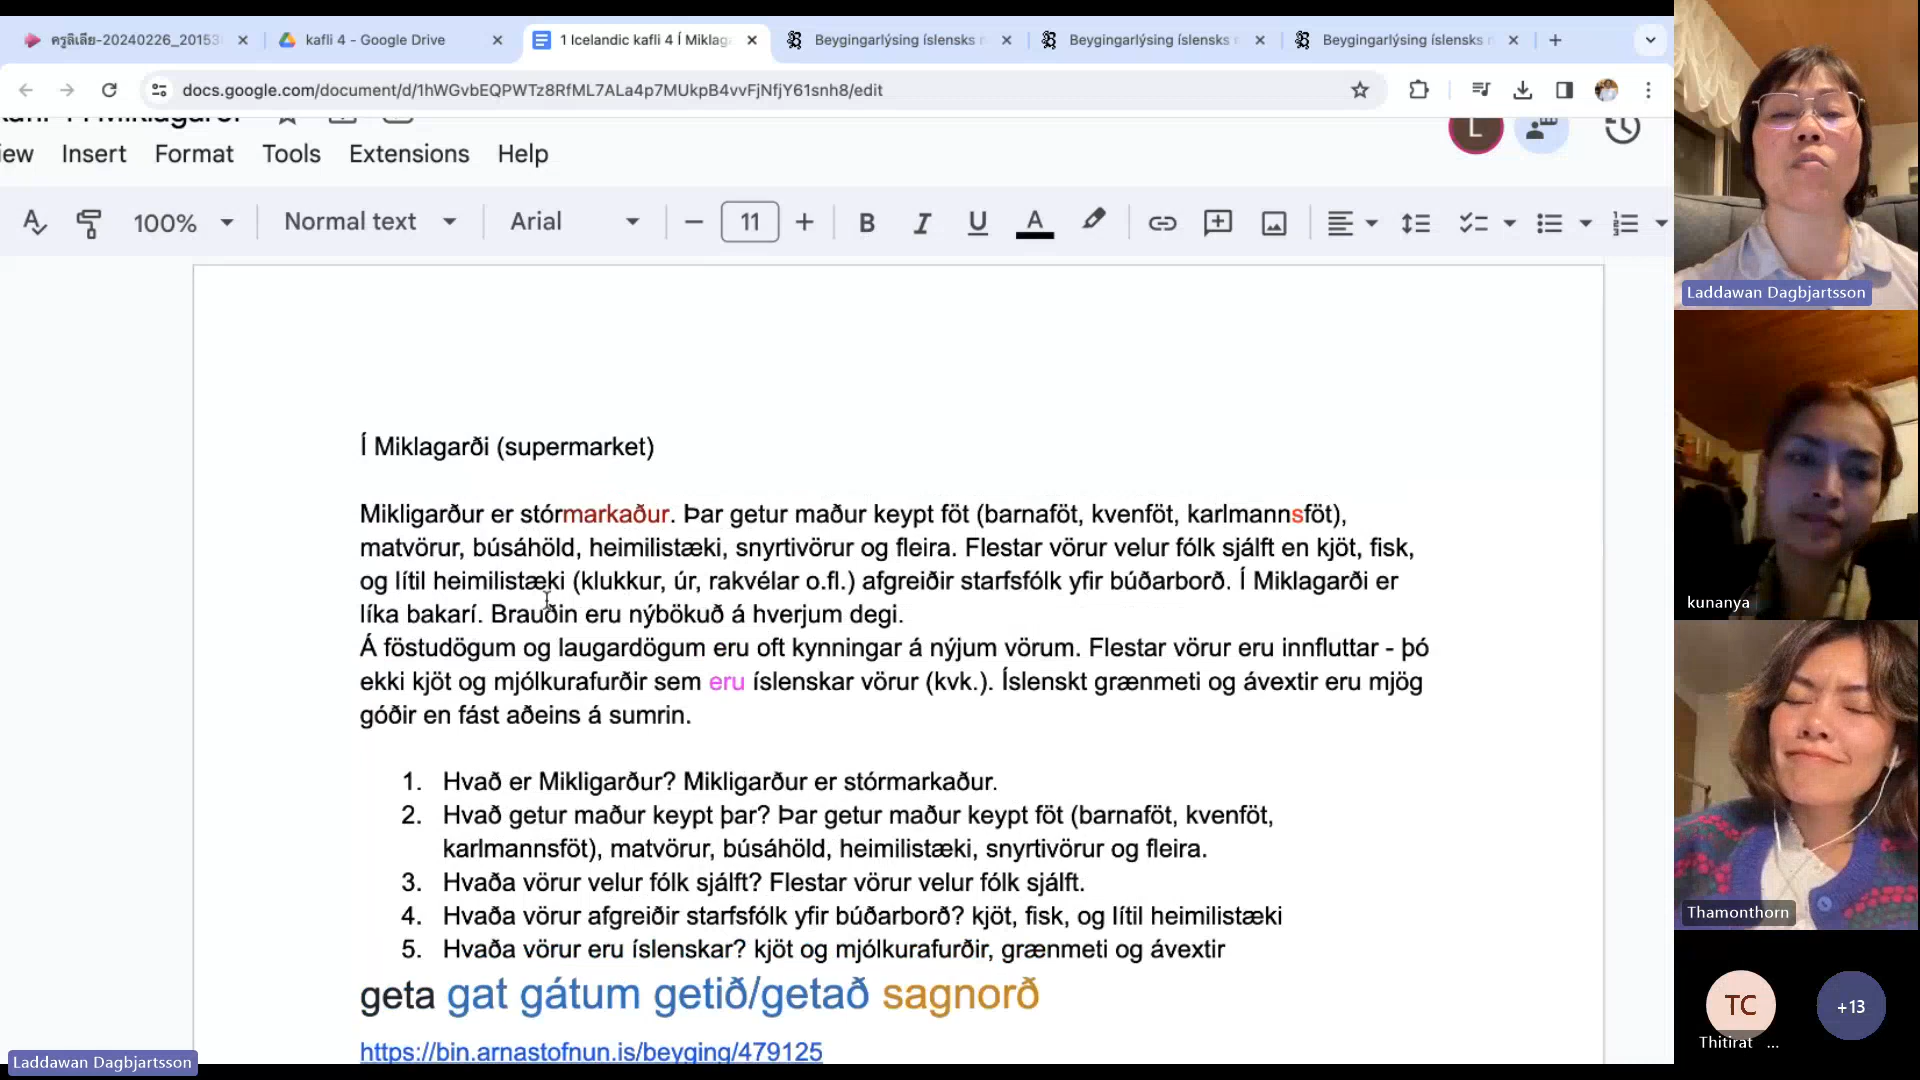 ครูลิเลีย-20240226_20153
kafli 4 - Google Drive
1 Icelandic kafli 4 Í Miklag
Beygingarlýsing íslensks
Beygingarlýsing íslensks
Beygingarlýsing íslensks
docs.google.com/document/d/1hWGvbEQPWTz8RfML7ALa4p7MUkpB4vvFjNfjY61snh8/edit
L
iew Insert Format Tools Extensions Help
100% Normal text Arial 11 B I U A
Í Miklagarði (supermarket)
Mikligarður er stórmarkaður. Þar getur maður keypt föt (barnaföt, kvenföt, karlmannsföt),
matvörur, búsáhöld, heimilistæki, snyrtivörur og fleira. Flestar vörur velur fólk sjálft en kjöt, fisk,
og lítil heimilistæki (klukkur, úr, rakvélar o.fl.) afgreiðir starfsfólk yfir búðarborð. Í Miklagarði er
líka bakarí. Brauðin eru nýbökuð á hverjum degi.
Á föstudögum og laugardögum eru oft kynningar á nýjum vörum. Flestar vörur eru innfluttar - þó
ekki kjöt og mjólkurafurðir sem eru íslenskar vörur (kvk.). Íslenskt grænmeti og ávextir eru mjög
góðir en fást aðeins á sumrin.
1. Hvað er Mikligarður? Mikligarður er stórmarkaður.
2. Hvað getur maður keypt þar? Þar getur maður keypt föt (barnaföt, kvenföt,
karlmannsföt), matvörur, búsáhöld, heimilistæki, snyrtivörur og fleira.
3. Hvaða vörur velur fólk sjálft? Flestar vörur velur fólk sjálft.
4. Hvaða vörur afgreiðir starfsfólk yfir búðarborð? kjöt, fisk, og lítil heimilistæki
5. Hvaða vörur eru íslenskar? kjöt og mjólkurafurðir, grænmeti og ávextir
geta gat gátum getið/getað sagnorð
https://bin.arnastofnun.is/beyging/479125
Laddawan Dagbjartsson
Laddawan Dagbjartsson
kunanya
Thamonthorn
TC
+13
Thitirat ...